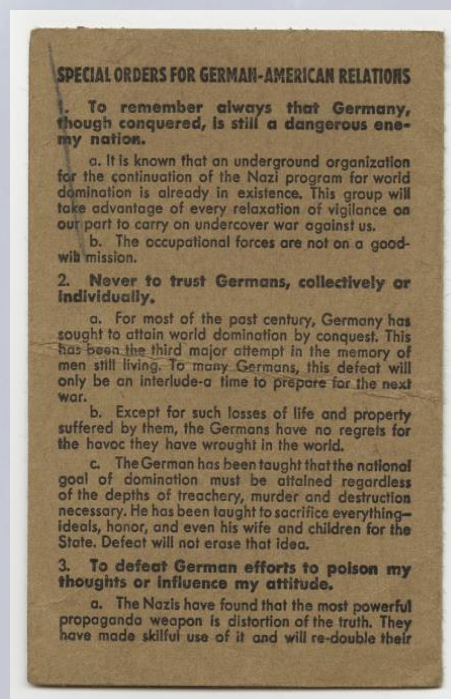 SPECIAL ORDERS FOR GERMAN-AMERICAN RELATIONS
1. To remember always that Germany,
though conquered, is still a dangerous ene-
my nation.
a. It is known that an underground organization
for the continuation of the Nazi program for world
domination is already in existence. This group will
take advantage of every relaxation of vigilance on
our part to carry on undercover war against us.
b. The occupational forces are not on a good-
will mission.
2. Never to trust Germans, collectively or
individually.
a. For most of the past century, Germany has
sought to attain world domination by conquest. This
has been the third major attempt in the memory of
men still living. To many Germans, this defeat will
only be an interlude-a time to prepare for the next
war.
b. Except for such losses of life and property
suffered by them, the Germans have no regrets for
the havoc they have wrought in the world.
c. The German has been taught that the national
goal of domination must be attained regardless
of the depths of treachery, murder and destruction
necessary. He has been taught to sacrifice everything—
ideals, honor, and even his wife and children for the
State. Defeat will not erase that idea.
3. To defeat German efforts to poison my
thoughts or influence my attitude.
a. The Nazis have found that the most powerful
propaganda weapon is distortion of the truth. They
have made skilful use of it and will re-double their